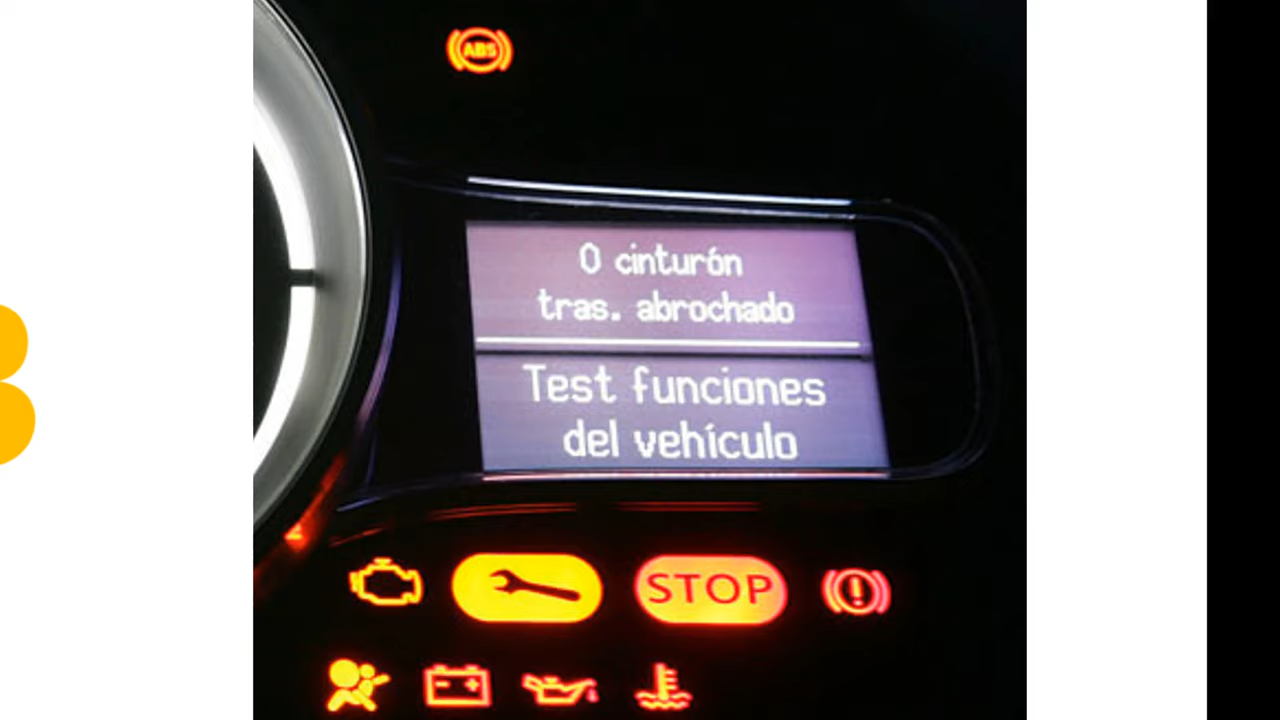 ABS
0 cinturón
tras. abrochado
Test funciones
del vehículo
STOP